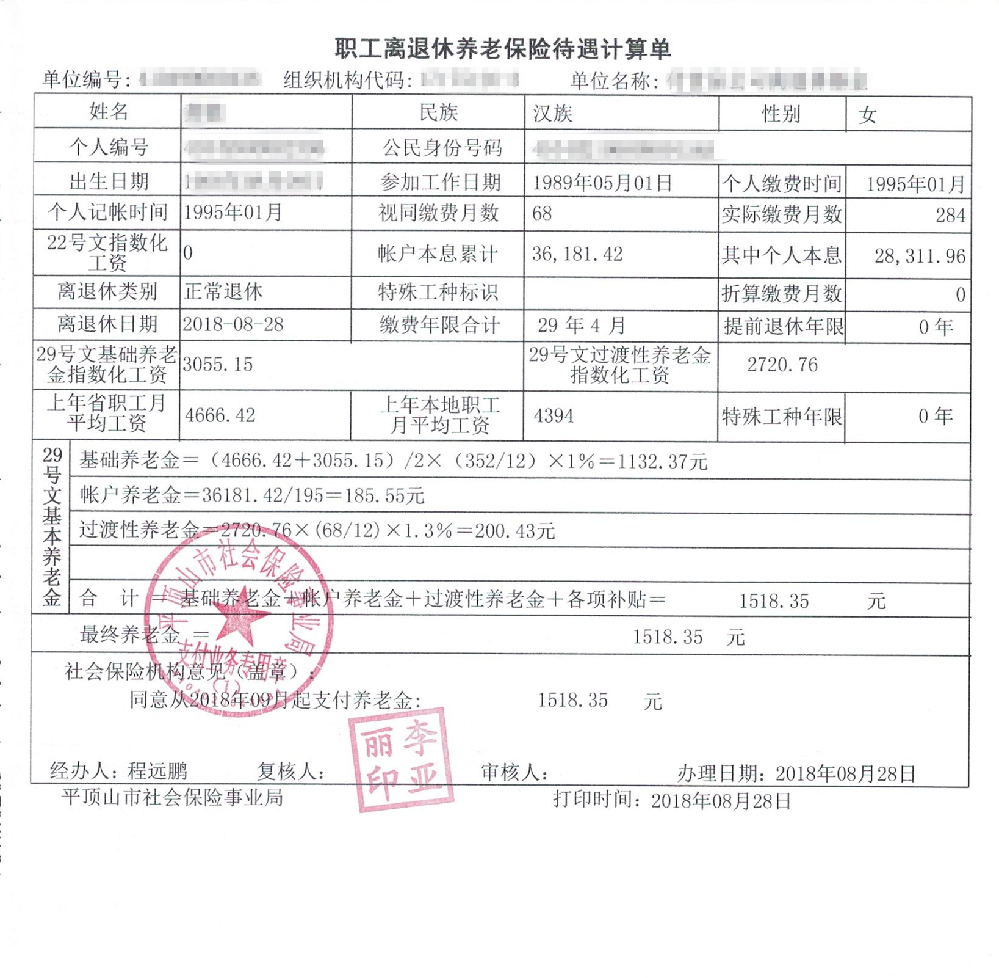 职工离退休养老保险待遇计算单
单位编号: 组织机构代码: 单位名称:
姓名 民族 汉族 性别 女
个人编号 公民身份号码
出生日期 参加工作日期 1989年05月01日 个人缴费时间 1995年01月
个人记帐时间 1995年01月 视同缴费月数 68 实际缴费月数 284
22号文指数化
工资 0 帐户本息累计 36,181.42 其中个人本息 28,311.96
离退休类别 正常退休 特殊工种标识 折算缴费月数 0
离退休日期 2018-08-28 缴费年限合计 29 年 4 月 提前退休年限 0 年
29号文基础养老
金指数化工资 3055.15 29号文过渡性养老金
指数化工资 2720.76
上年省职工月
平均工资 4666.42 上年本地职工
月平均工资 4394 特殊工种年限 0 年
29号文基本养老金
基础养老金＝（4666.42＋3055.15）/2×（352/12）×1％＝1132.37元
帐户养老金＝36181.42/195＝185.55元
过渡性养老金＝2720.76×(68/12)×1.3％＝200.43元
合 计 ＝ 基础养老金＋帐户养老金＋过渡性养老金＋各项补贴＝ 1518.35 元
最终养老金 ＝ 1518.35 元
社会保险机构意见（盖章）:
同意从2018年09月起支付养老金: 1518.35 元
平顶山市社会保险事业局
支付业务专用章
(1)
李亚丽印
经办人: 程远鹏 复核人: 审核人: 办理日期: 2018年08月28日
平顶山市社会保险事业局 打印时间: 2018年08月28日